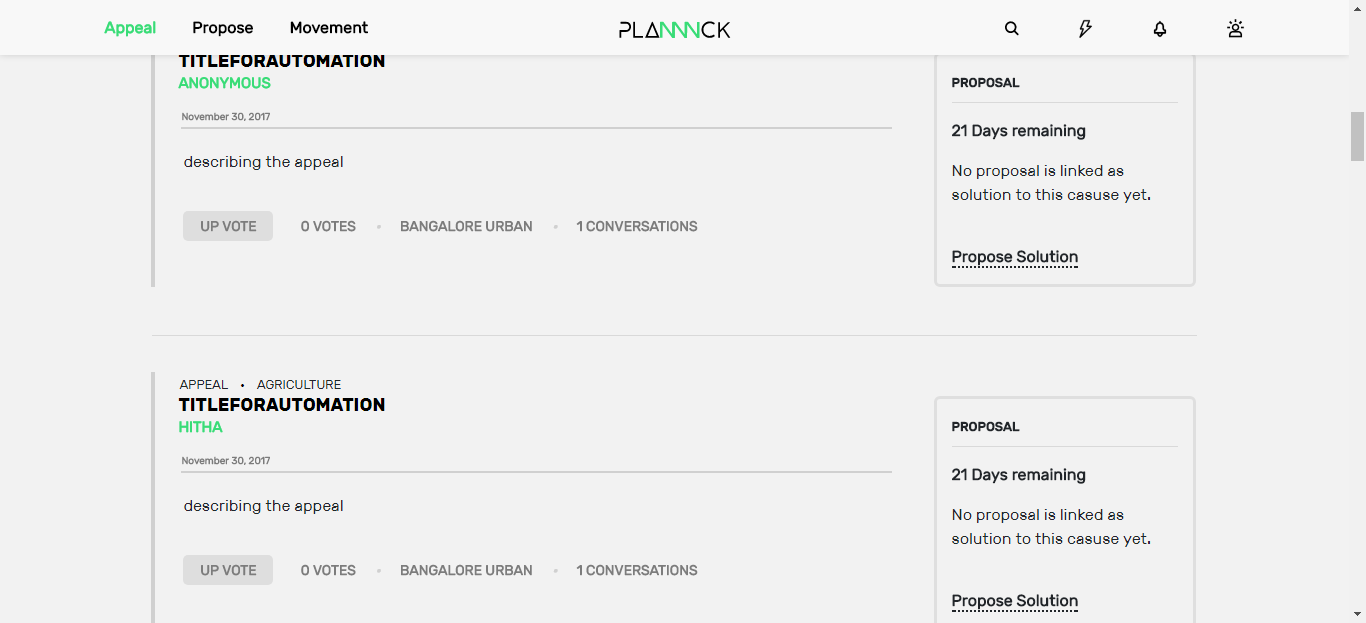 Appeal Propose Movement PLANNNCK
TITLEFORAUTOMATION
ANONYMOUS
November 30, 2017
describing the appeal
UP VOTE 0 VOTES • BANGALORE URBAN • 1 CONVERSATIONS
PROPOSAL
21 Days remaining
No proposal is linked as
solution to this casuse yet.
Propose Solution
APPEAL • AGRICULTURE
TITLEFORAUTOMATION
HITHA
November 30, 2017
describing the appeal
UP VOTE 0 VOTES • BANGALORE URBAN • 1 CONVERSATIONS
PROPOSAL
21 Days remaining
No proposal is linked as
solution to this casuse yet.
Propose Solution